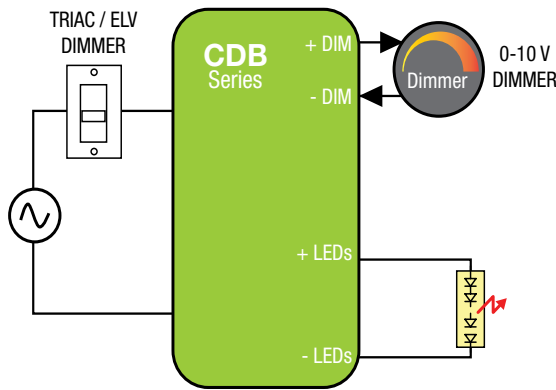 TRIAC / ELV
DIMMER
CDB
Series
+ DIM
- DIM
Dimmer
0-10 V
DIMMER
+ LEDs
- LEDs